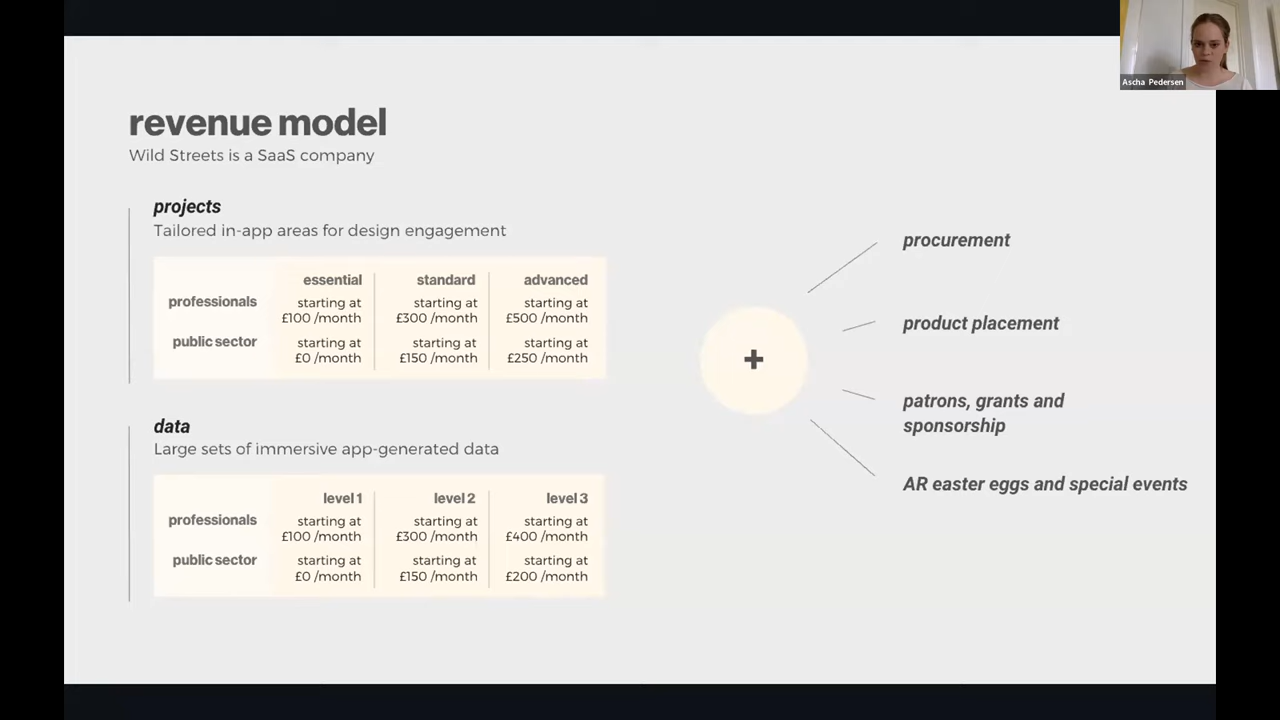 Ascha Pedersen
revenue model
Wild Streets is a SaaS company
projects
Tailored in-app areas for design engagement
essential standard advanced
professionals starting at £100 /month starting at £300 /month starting at £500 /month
public sector starting at £0 /month starting at £150 /month starting at £250 /month
data
Large sets of immersive app-generated data
level 1 level 2 level 3
professionals starting at £100 /month starting at £300 /month starting at £400 /month
public sector starting at £0 /month starting at £150 /month starting at £200 /month
+
procurement
product placement
patrons, grants and
sponsorship
AR easter eggs and special events